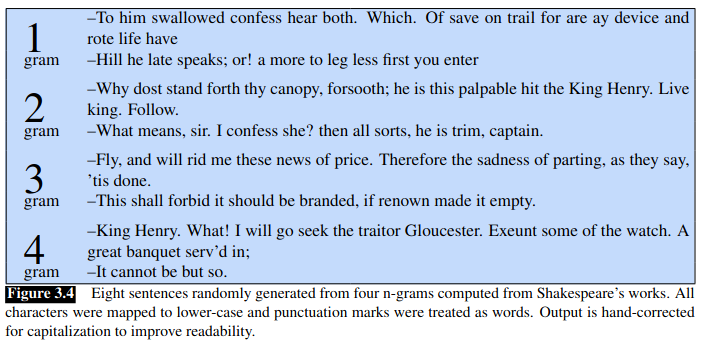 –To him swallowed confess hear both. Which. Of save on trail for are ay device and
1
rote life have
gram
–Hill he late speaks; or! a more to leg less first you enter
–Why dost stand forth thy canopy, forsooth; he is this palpable hit the King Henry. Live
2
king. Follow.
gram
–What means, sir. I confess she? then all sorts, he is trim, captain.
–Fly, and will rid me these news of price. Therefore the sadness of parting, as they say,
3
’tis done.
gram
–This shall forbid it should be branded, if renown made it empty.
–King Henry. What! I will go seek the traitor Gloucester. Exeunt some of the watch. A
4
great banquet serv’d in;
gram
–It cannot be but so.
Figure 3.4 Eight sentences randomly generated from four n-grams computed from Shakespeare’s works. All
characters were mapped to lower-case and punctuation marks were treated as words. Output is hand-corrected
for capitalization to improve readability.